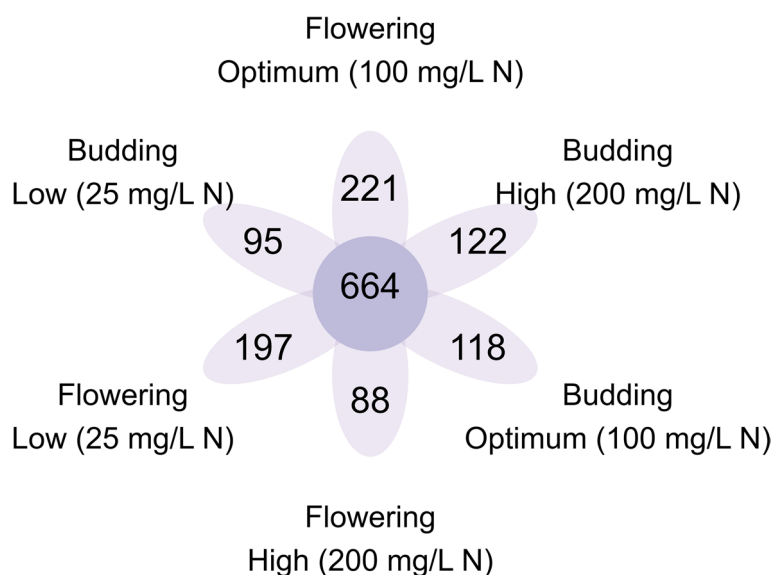 Flowering
Optimum (100 mg/L N)
Budding
Low (25 mg/L N)
Budding
High (200 mg/L N)
221
95
122
664
197
118
88
Flowering
Low (25 mg/L N)
Budding
Optimum (100 mg/L N)
Flowering
High (200 mg/L N)